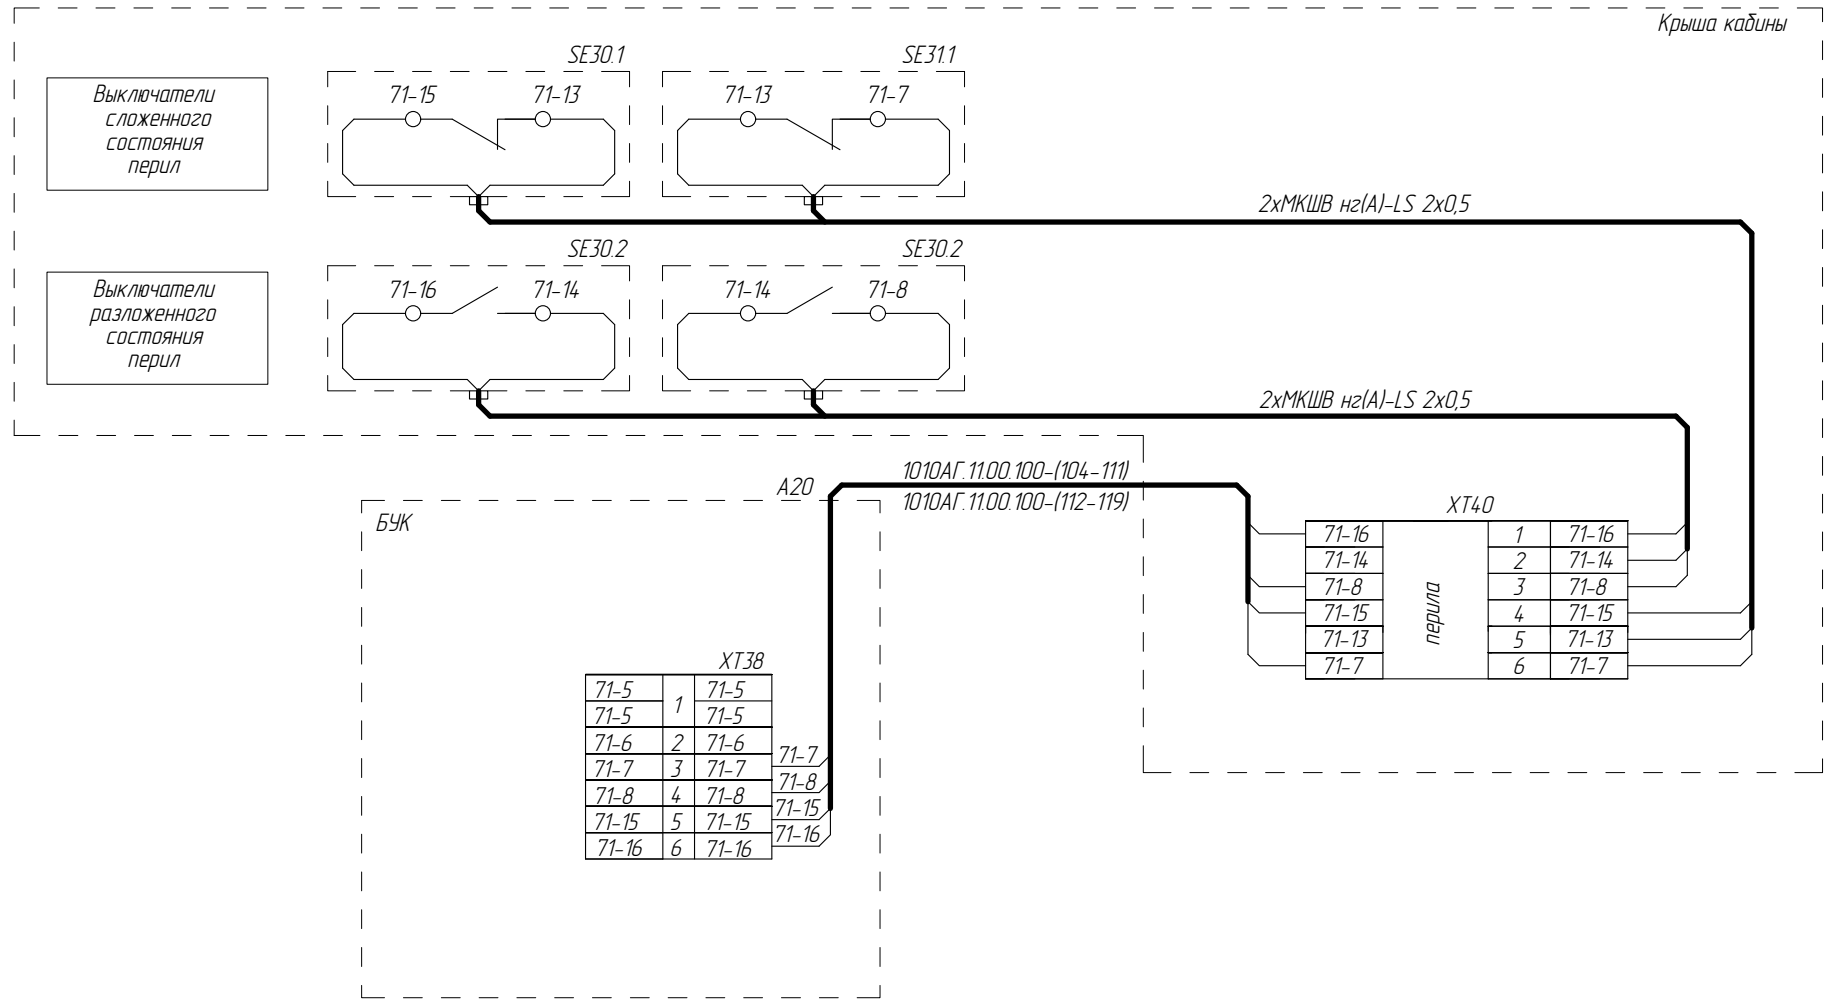 Крыша кабины
SE30.1
SE31.1
Выключатели
сложенного
состояния
перил
71-15
71-13
71-13
71-7
2хМКШВ нг(А)-LS 2х0,5
SE30.2
SE30.2
Выключатели
разложенного
состояния
перил
71-16
71-14
71-14
71-8
2хМКШВ нг(А)-LS 2х0,5
1010АГ.11.00.100-(104-111)
1010АГ.11.00.100-(112-119)
А20
БУК
ХТ40
71-16 1 71-16
71-14 2 71-14
71-8 3 71-8
71-15 4 71-15
71-13 5 71-13
71-7 6 71-7
перила
ХТ38
71-5 1 71-5
71-5 71-5
71-6 2 71-6
71-7 3 71-7 71-7
71-8 4 71-8 71-8
71-15 5 71-15 71-15
71-16 6 71-16 71-16